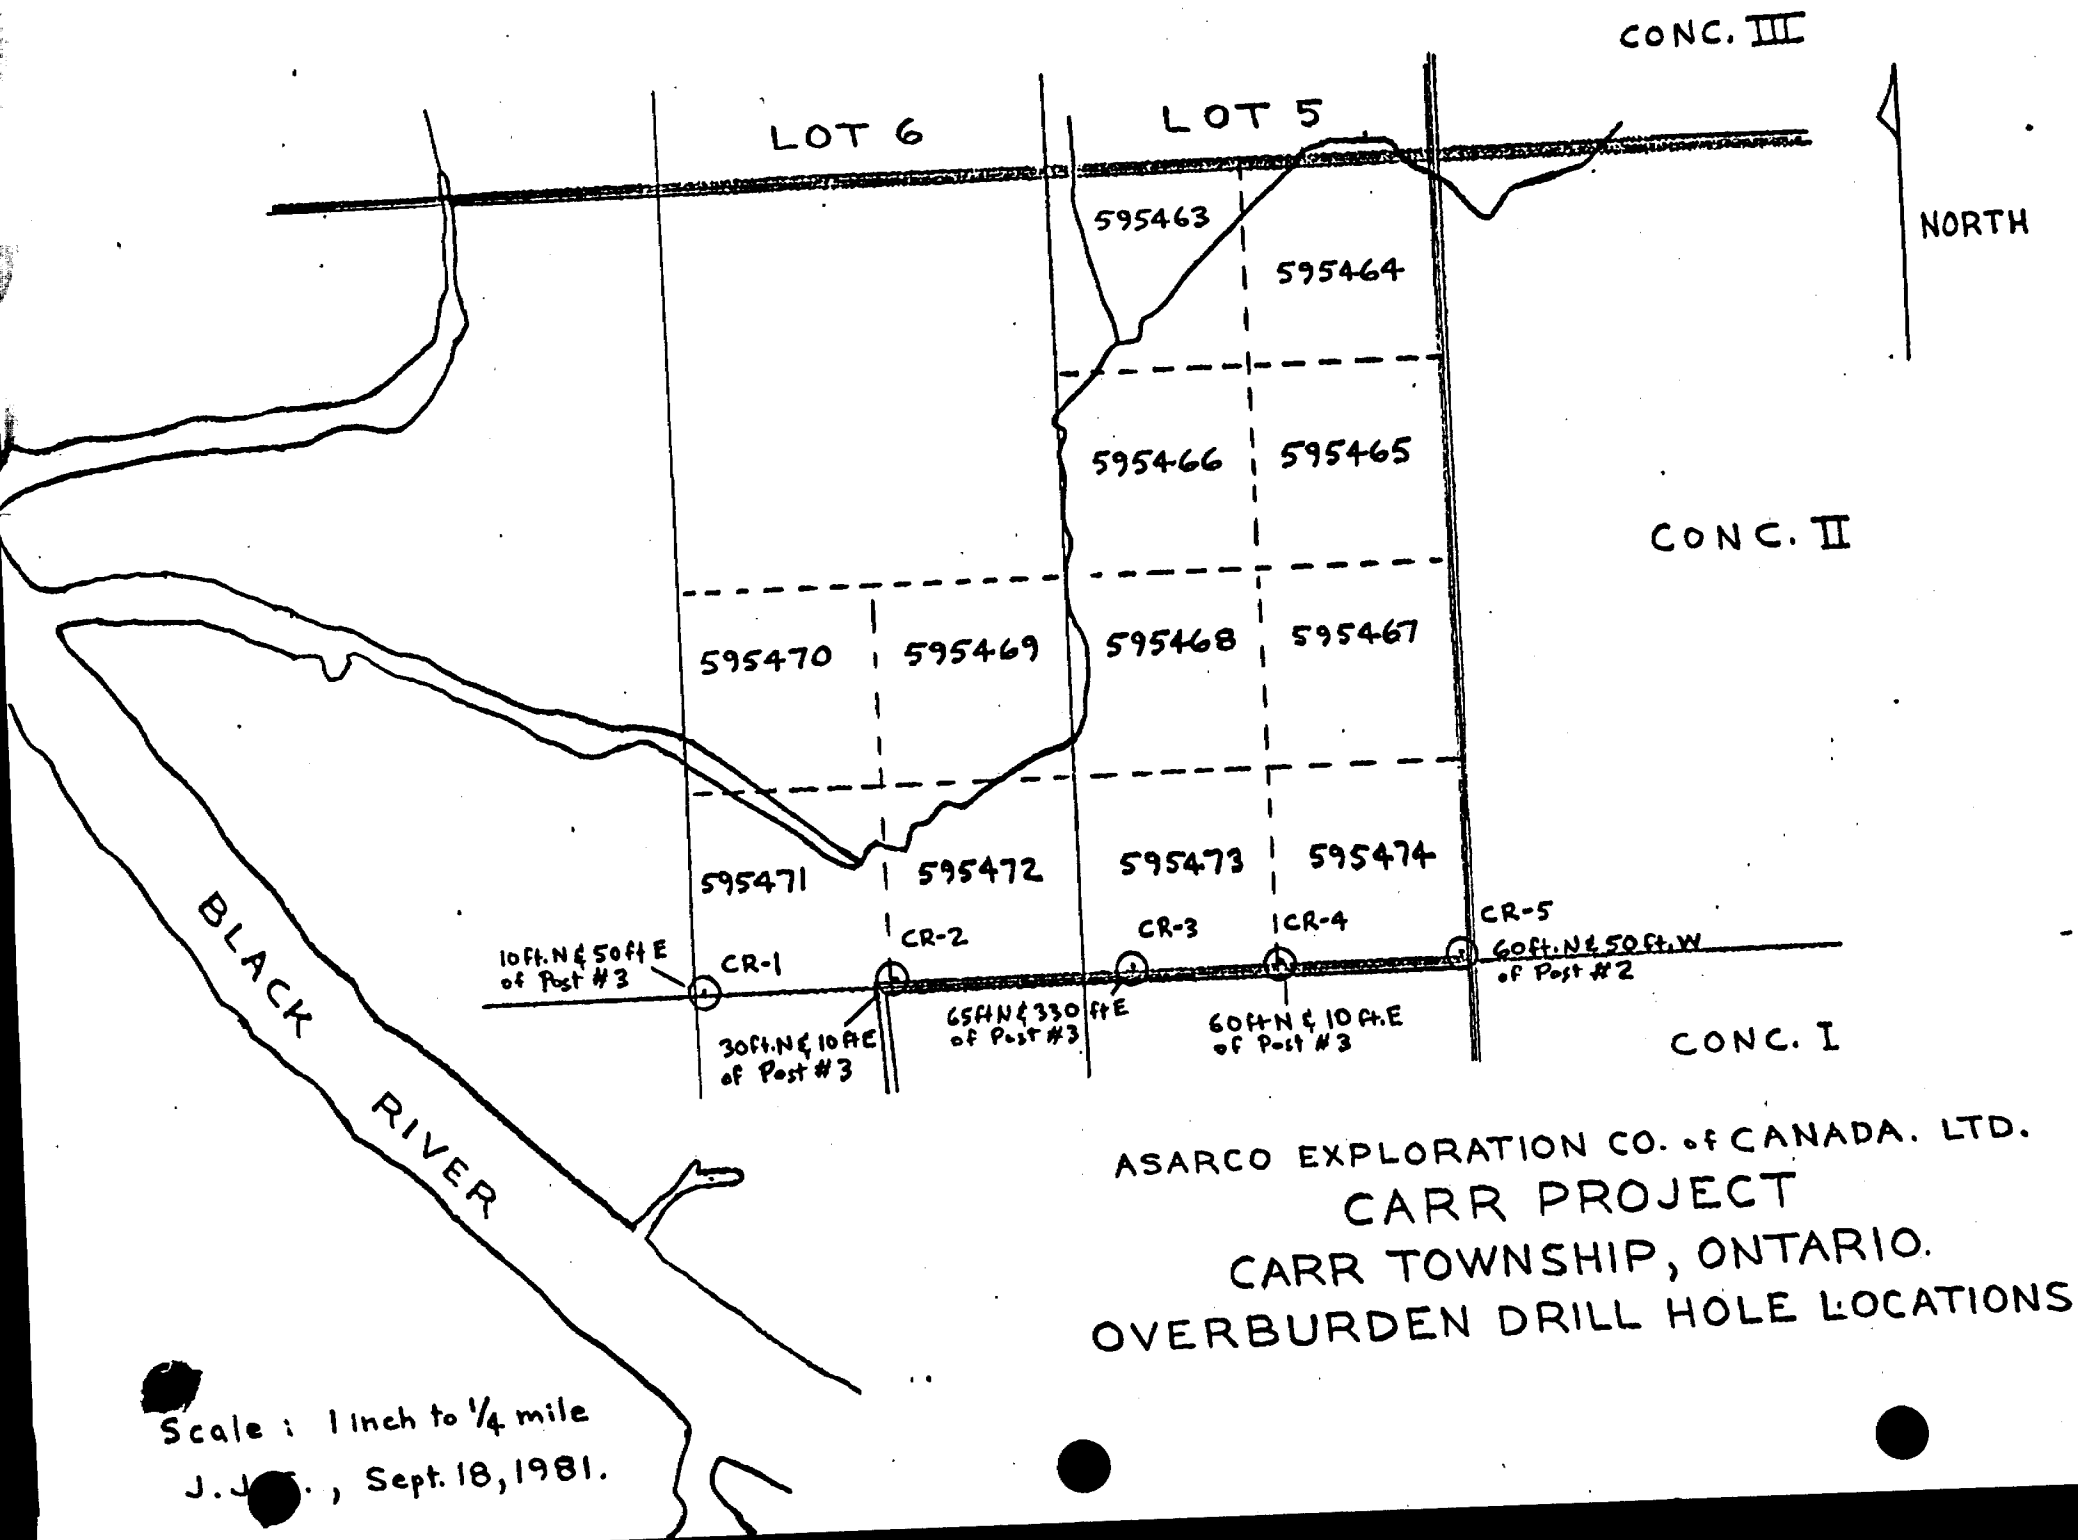 CONC. III
LOT 6
LOT 5
NORTH
595463
595464
595466
595465
CONC. II
595470
595469
595468
595467
595471
595472
595473
595474
CR-1
CR-2
CR-3
CR-4
CR-5
10ft.N & 50ft E
of Post #3
30ft.N & 10ft E
of Post #3
65ft N & 330 ft E
of Post #3
60ft N & 10 ft.E
of Post #3
60ft.N & 50ft.W
of Post #2
CONC. I
BLACK RIVER
ASARCO EXPLORATION CO. of CANADA. LTD.
CARR PROJECT
CARR TOWNSHIP, ONTARIO.
OVERBURDEN DRILL HOLE LOCATIONS
Scale : 1 Inch to 1/4 mile
Sept. 18, 1981.